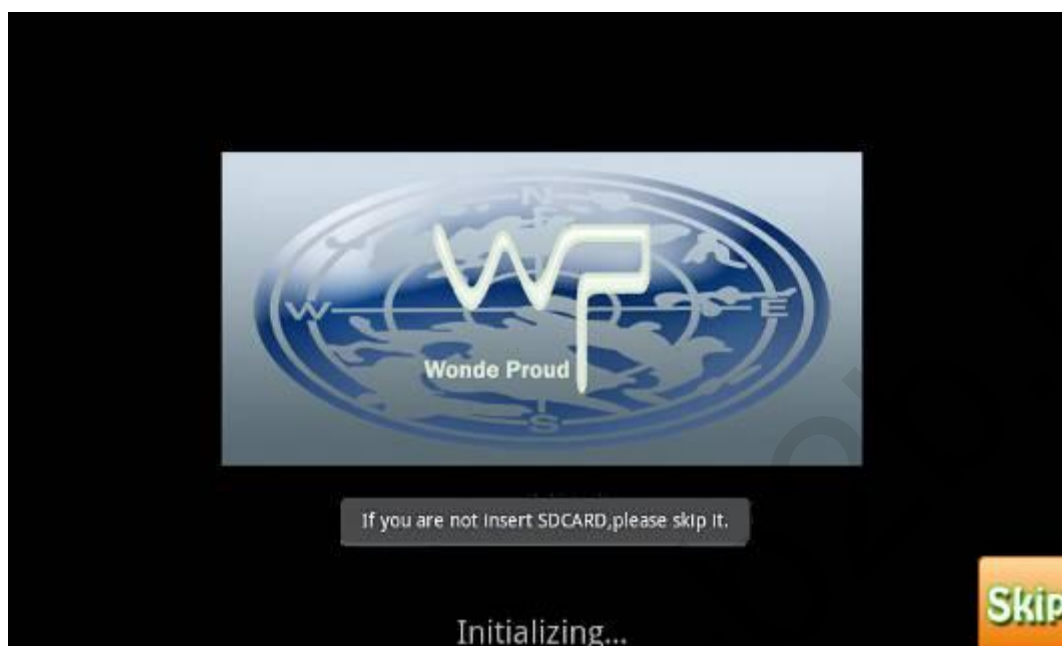 N
W
E
WP
Wonde Proud
S
If you are not insert SDCARD,please skip it.
Skip
Initializing...